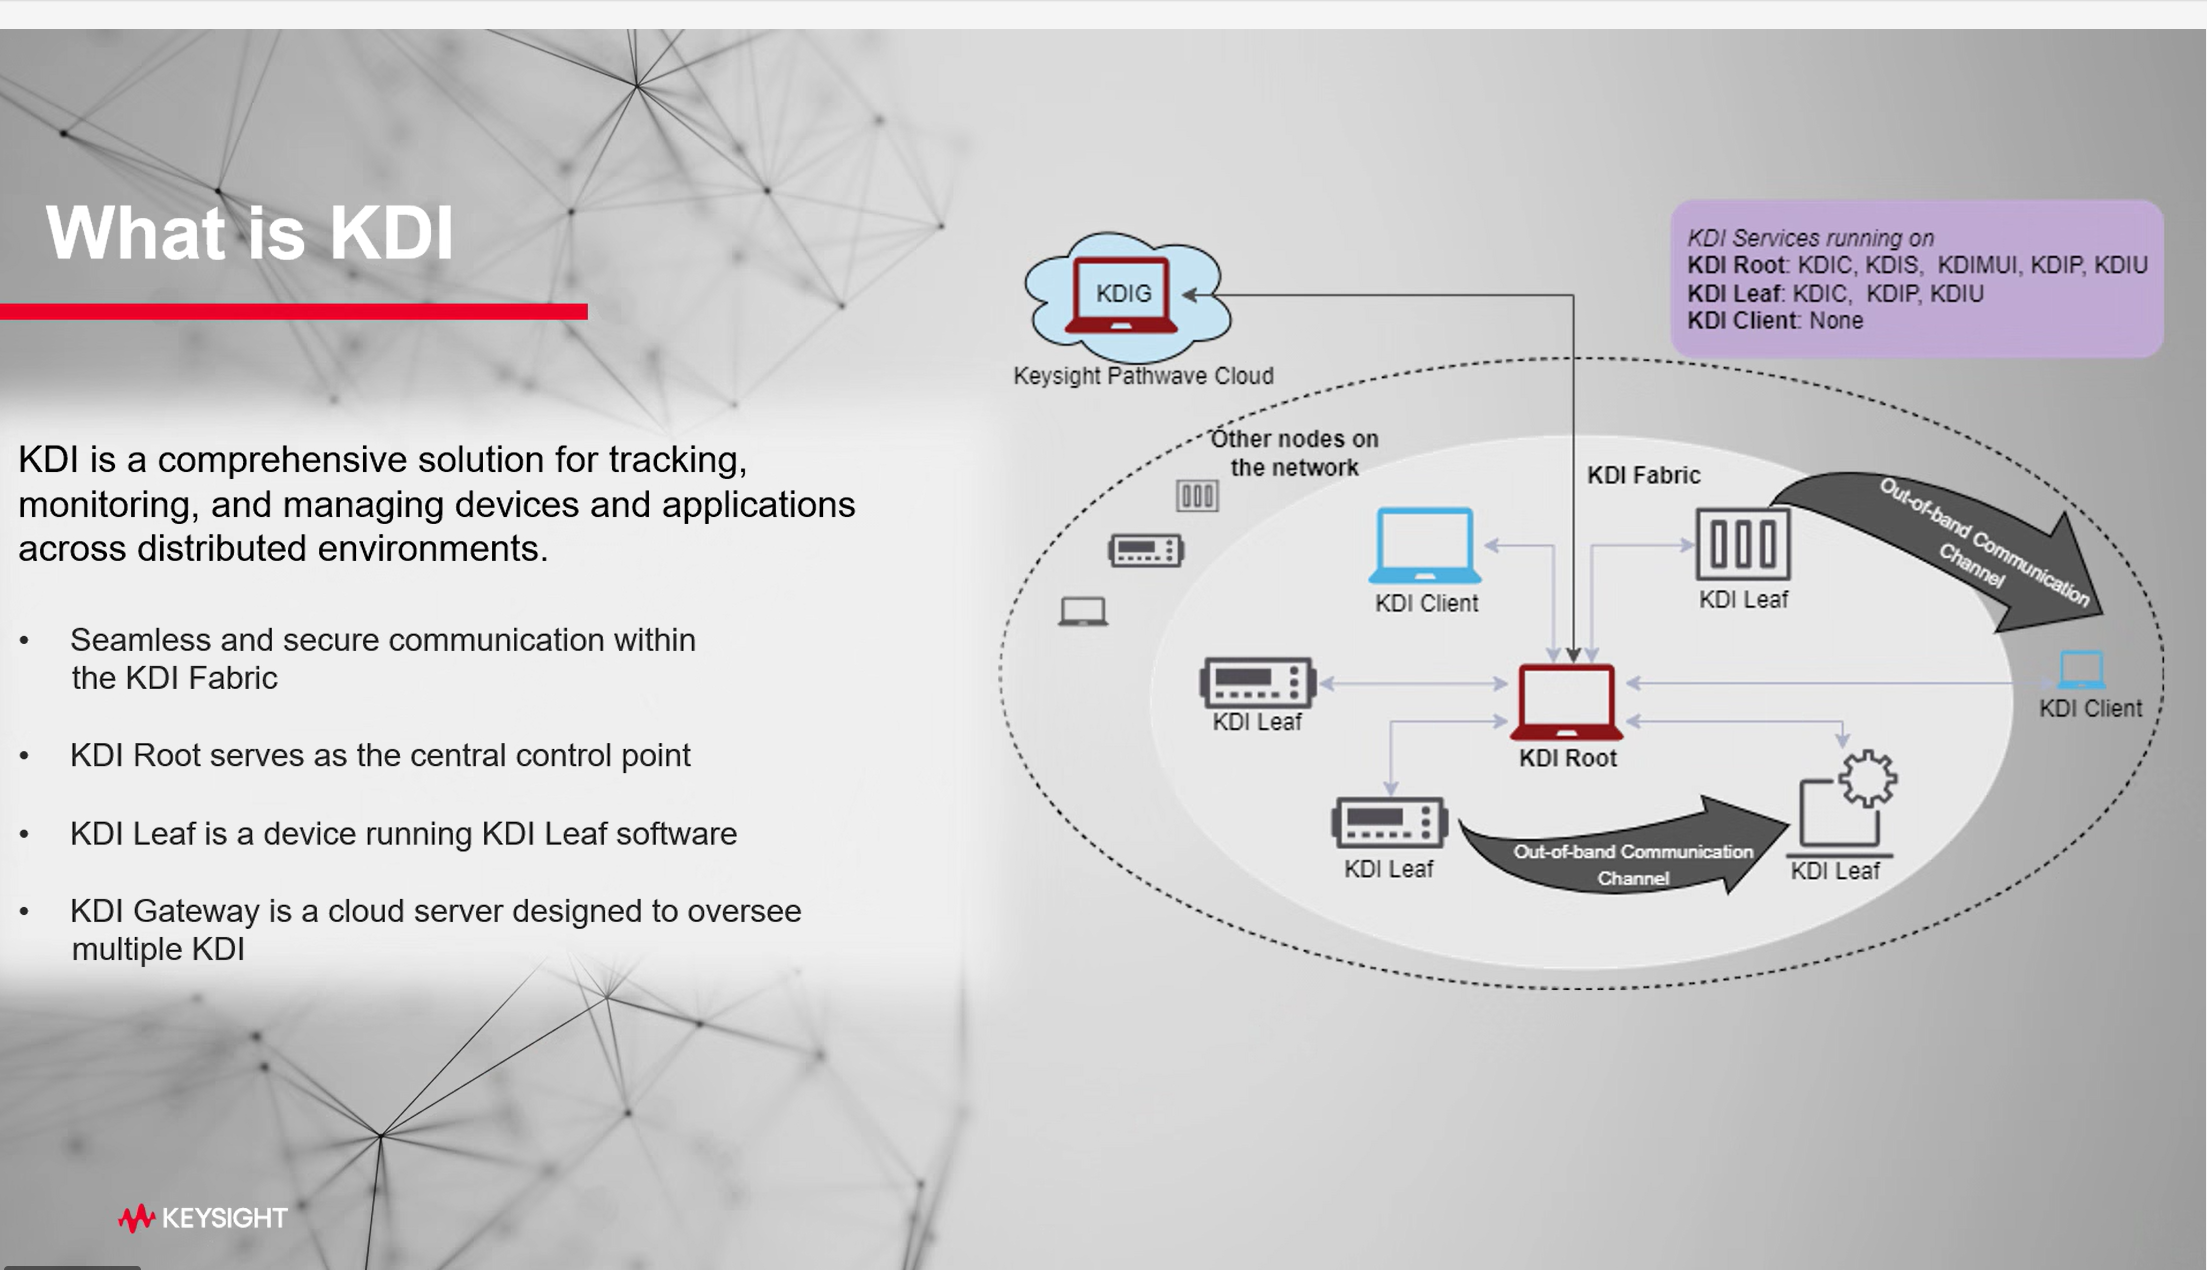 What is KDI
KDI is a comprehensive solution for tracking,
monitoring, and managing devices and applications
across distributed environments.
• Seamless and secure communication within
the KDI Fabric
• KDI Root serves as the central control point
• KDI Leaf is a device running KDI Leaf software
• KDI Gateway is a cloud server designed to oversee
multiple KDI
KEYSIGHT
KDI Services running on
KDI Root: KDIC, KDIS, KDIMUI, KDIP, KDIU
KDI Leaf: KDIC, KDIP, KDIU
KDI Client: None
KDIG
Keysight Pathwave Cloud
Other nodes on
the network
KDI Fabric
Out-of-band Communication
Channel
KDI Client
KDI Leaf
KDI Leaf
KDI Root
KDI Client
KDI Leaf
Out-of-band Communication
Channel
KDI Leaf